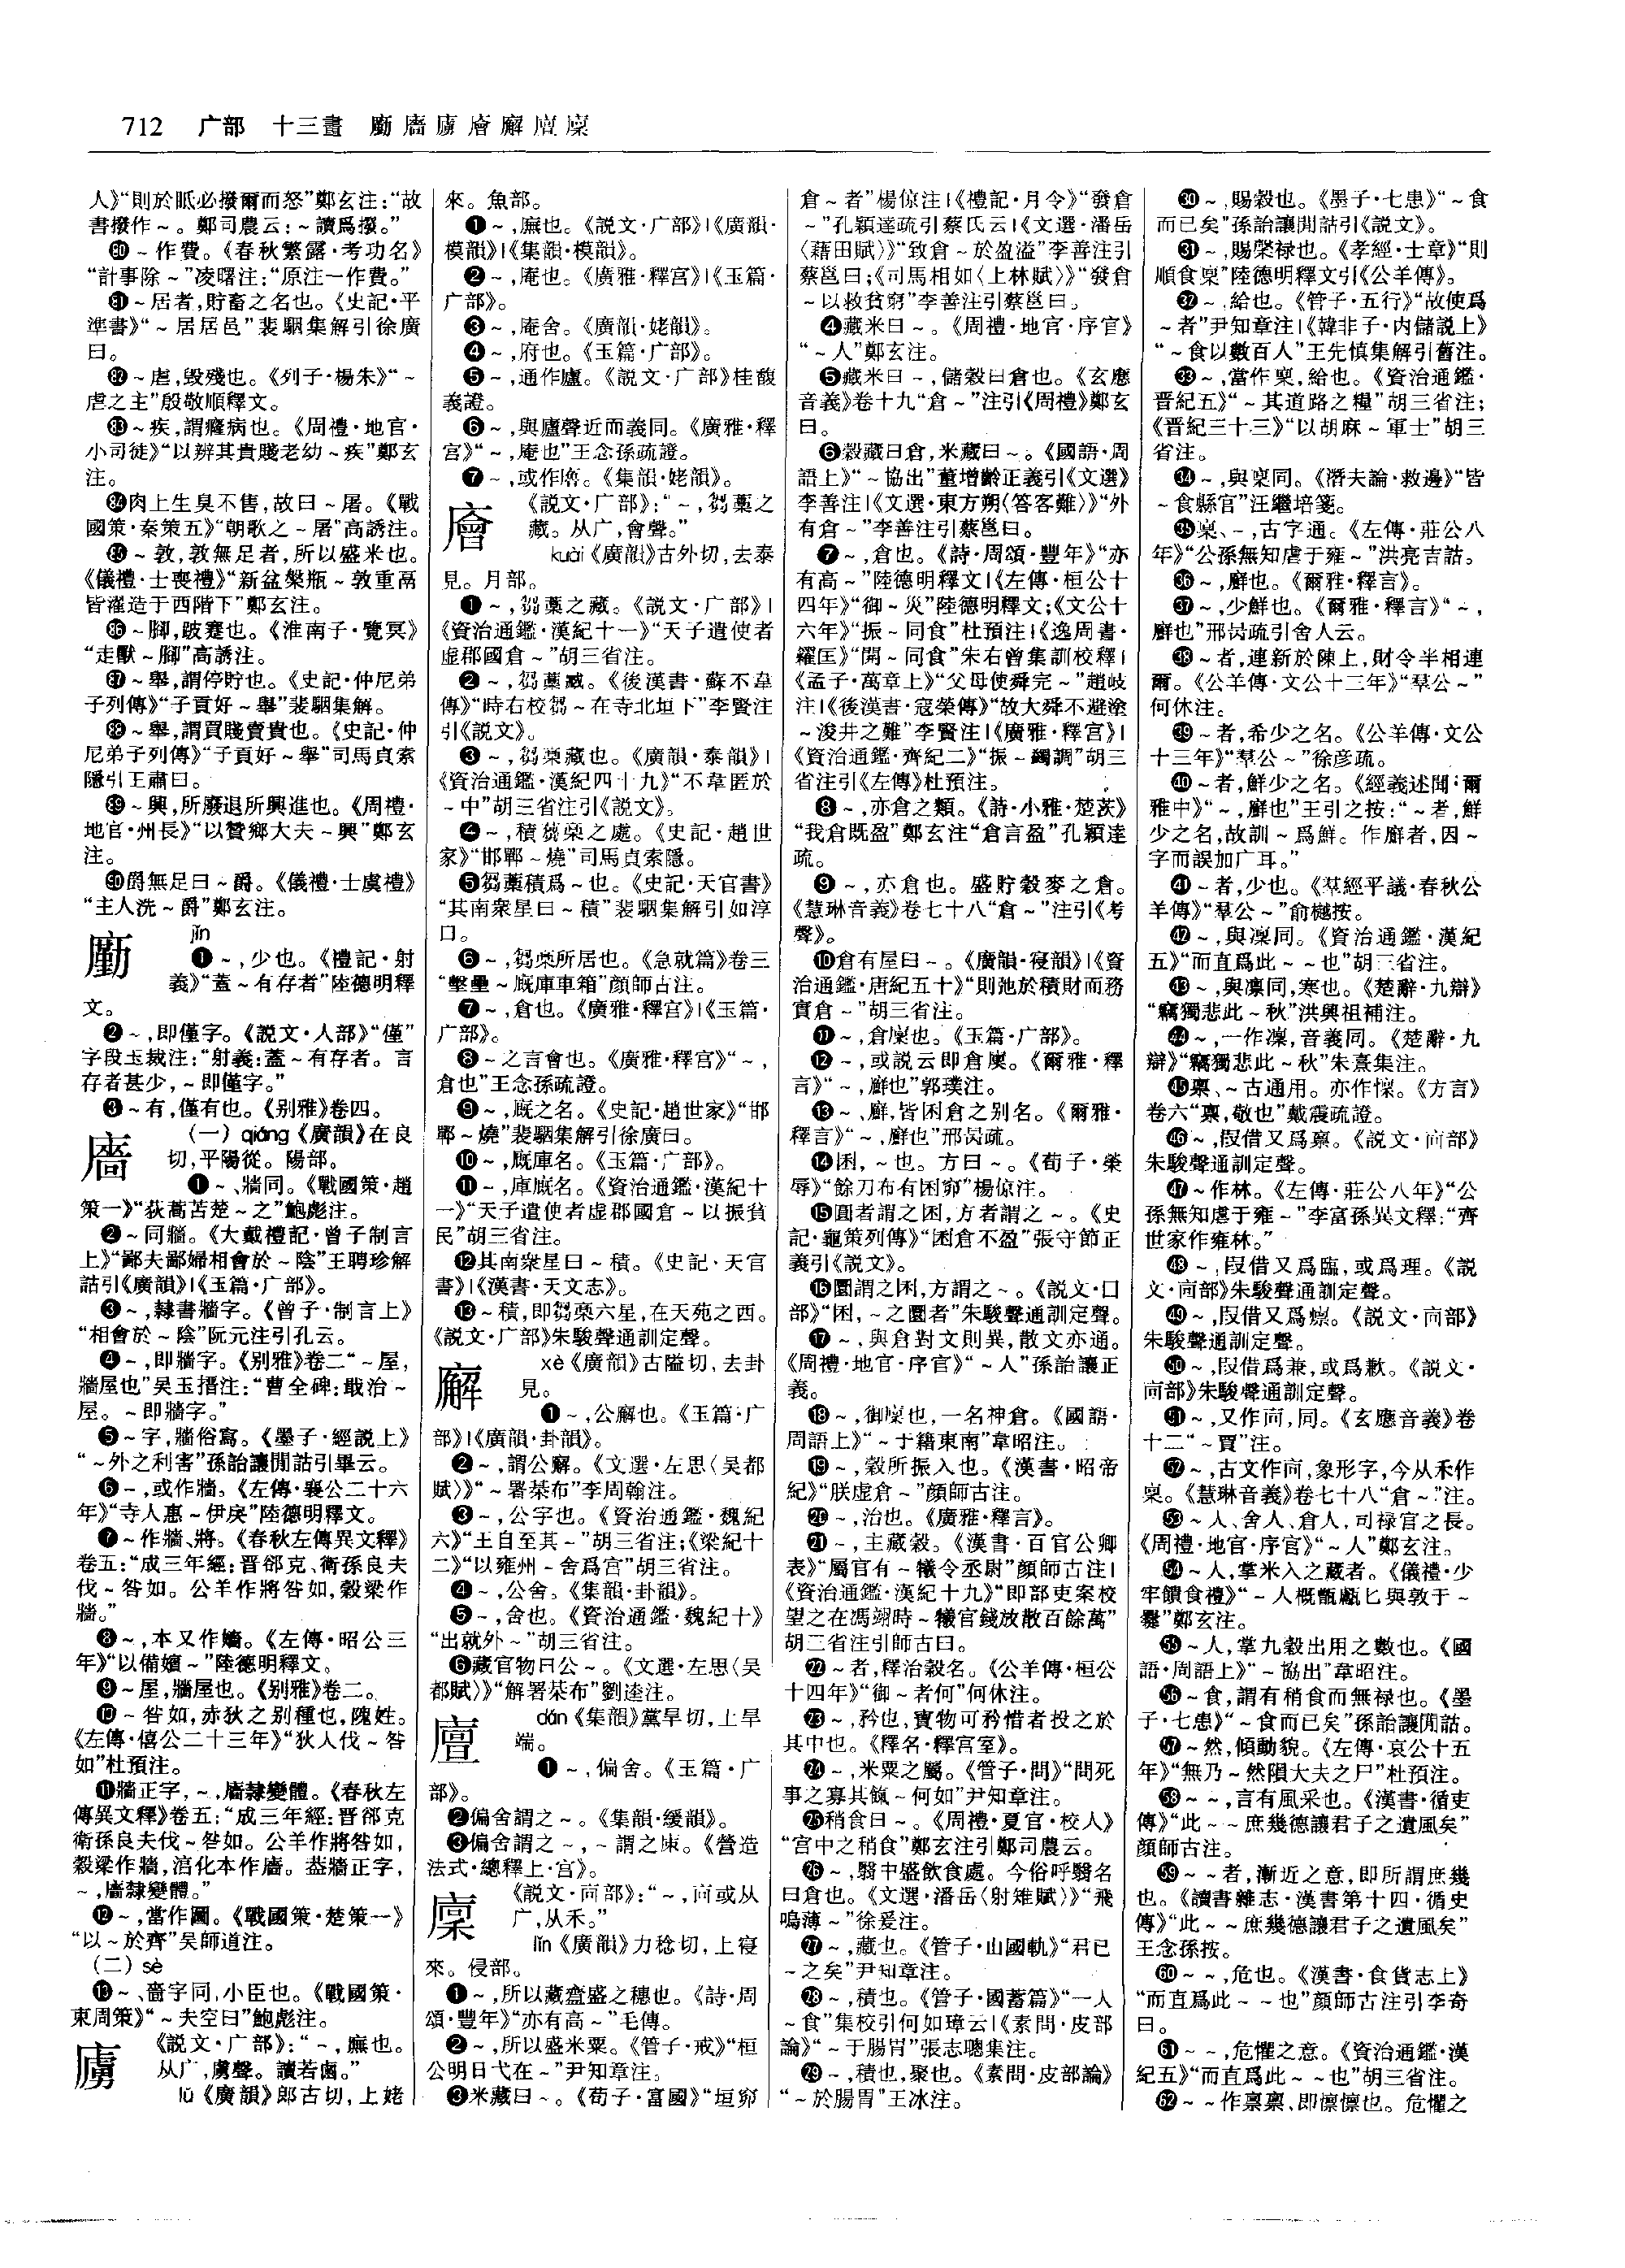 712 广部 十三畫 廝廧廬廥廨廬廩
人》“則於眡必撥爾而怒”鄭玄注:“故
書撥作～。鄭司農云:～讀爲撥。”
⑳～作費。《春秋繁露·考功名》
“計事除～”凌曙注:“原注一作費。”
㉛～居者,貯畜之名也。《史記·平
準書》“～居居邑”裴駰集解引徐廣
曰。
～虐,毀殘也。《列子·楊朱》“～
虐之主”殷敬順釋文。
～疾,謂癃病也。《周禮·地官·
小司徒》“以辨其貴賤老幼～疾”鄭玄
注。
肉上生臭不售,故曰～屠。《戰
國策·秦策五》“朝歌之～屠”高誘注。
～敦,敦無足者,所以盛米也。
《儀禮·士喪禮》“新盆槃瓶～敦重鬲
皆濯造于西階下”鄭玄注。
～腳,跛蹇也。《淮南子·覽冥》
“走獸～腳”高誘注。
～舉,謂停貯也。《史記·仲尼弟
子列傳》“子貢好～舉”裴駰集解。
～舉,謂買賤賣貴也。《史記·仲
尼弟子列傳》“子貢好～舉”司馬貞索
隱引王肅曰。
～興,所廢退所興進也。《周禮·
地官·州長》“以贊鄉大夫～興”鄭玄
注。
爵無足曰～爵。《儀禮·士虞禮》
“主人洗～爵”鄭玄注。
jǐn
❶～,少也。《禮記·射
義》“蓋～有存者”陸德明釋
文。
❷～,即僅字。《説文·人部》“僅”
字段玉裁注:“射義:蓋～有存者。言
存者甚少,～即僅字。”
❸～有,僅有也。《别雅》卷四。
廧
(一) qiáng《廣韻》在良
切,平陽從。陽部。
❶～、牆同。《戰國策·趙
策一》“荻蒿苫楚～之”鮑彪注。
❷～同牆。《大戴禮記·曾子制言
上》“鄙夫鄙婦相會於～陰”王聘珍解
詁引《廣韻》|《玉篇·广部》。
❸～,隸書牆字。《曾子·制言上》
“相會於～陰”阮元注引孔云。
❹～,即牆字。《别雅》卷二“～屋,
牆屋也”吴玉搢注:“曹全碑:戢治～
屋。～即牆字。”
❺～字,牆俗寫。《墨子·經説上》
“～外之利害”孫詒讓閒詁引畢云。
❻～,或作牆。《左傳·襄公二十六
年》“寺人惠～伊戾”陸德明釋文。
❼～作牆、將。《春秋左傳異文釋》
卷五:“成三年經:晉郤克、衛孫良夫
伐～咎如。公羊作將咎如,穀梁作
牆。”
❽～,本又作嬙。《左傳·昭公三
年》“以備嬪～”陸德明釋文。
❾～屋,牆屋也。《别雅》卷二。
❿～咎如,赤狄之别種也,隗姓。
《左傳·僖公二十三年》“狄人伐～咎
如”杜預注。
⓫牆正字,～,廧隸變體。《春秋左
傳異文釋》卷五:“成三年經:晉郤克
衛孫良夫伐～咎如。公羊作將咎如,
穀梁作牆,淯化本作廧。葢牆正字,
～,廧隸變體。”
⓬～,當作圖。《戰國策·楚策一》
“以～於齊”吴師道注。
(二) sè
⓭～、嗇字同,小臣也。《戰國策·
東周策》“～夫空曰”鮑彪注。
《説文·广部》:“～,廡也。
从广,虜聲。讀若鹵。”
lǔ《廣韻》郎古切,上姥
來。魚部。
❶～,廡也。《説文·广部》|《廣韻·
模韻》|《集韻·模韻》。
❷～,庵也。《廣雅·釋宫》|《玉篇·
广部》。
❸～,庵舍。《廣韻·姥韻》。
❹～,府也。《玉篇·广部》。
❺～,通作廬。《説文·广部》桂馥
義證。
❻～,與廬聲近而義同。《廣雅·釋
宫》“～,庵也”王念孫疏證。
❼～,或作𢊍。《集韻·姥韻》。
廥
《説文·广部》:“～,芻藁之
藏。从广,會聲。”
kuài《廣韻》古外切,去泰
見。月部。
❶～,芻藁之藏。《説文·广部》|
《資治通鑑·漢紀十一》“天子遣使者
虚郡國倉～”胡三省注。
❷～,芻藁藏。《後漢書·蘇不韋
傳》“時右校芻～在寺北垣下”李賢注
引《説文》。
❸～,芻藁藏也。《廣韻·泰韻》|
《資治通鑑·漢紀四十九》“不韋匿於
～中”胡三省注引《説文》。
❹～,積芻藁之處。《史記·趙世
家》“邯鄲～燒”司馬貞索隱。
❺芻藁積爲～也。《史記·天官書》
“其南衆星曰～積”裴駰集解引如淳
曰。
❻～,芻藁所居也。《急就篇》卷三
“墼壘～廄庫車箱”顔師古注。
❼～,倉也。《廣雅·釋宫》|《玉篇·
广部》。
❽～之言會也。《廣雅·釋宫》“～,
倉也”王念孫疏證。
❾～,廄之名。《史記·趙世家》“邯
鄲～燒”裴駰集解引徐廣曰。
❿～,廄庫名。《玉篇·广部》。
⓫～,庫廄名。《資治通鑑·漢紀十
一》“天子遣使者虚郡國倉～以振貧
民”胡三省注。
⓬其南衆星曰～積。《史記·天官
書》|《漢書·天文志》。
⓭～積,即芻藁六星,在天苑之西。
《説文·广部》朱駿聲通訓定聲。
廨
xè《廣韻》古隘切,去卦
見。
❶～,公廨也。《玉篇·广
部》|《廣韻·卦韻》。
❷～,謂公廨。《文選·左思〈吴都
賦〉》“～署棊布”李周翰注。
❸～,公宇也。《資治通鑑·魏紀
六》“王自至其～”胡三省注;《梁紀十
二》“以雍州～舍爲宫”胡三省注。
❹～,公舍。《集韻·卦韻》。
❺～,舍也。《資治通鑑·魏紀十》
“出就外～”胡三省注。
❻藏官物曰公～。《文選·左思〈吴
都賦〉》“解署棊布”劉逵注。
dǎn《集韻》黨旱切,上旱
端。
❶～,偏舍。《玉篇·广
部》。
❷偏舍謂之～。《集韻·緩韻》。
❸偏舍謂之～,～謂之庲。《營造
法式·總釋上·宫》。
廩
《説文·㐭部》:“～,㐭或从
广,从禾。”
lǐn《廣韻》力稔切,上寑
來。侵部。
❶～,所以藏齍盛之穗也。《詩·周
頌·豐年》“亦有高～”毛傳。
❷～,所以盛米粟。《管子·戒》“桓
公明日弋在～”尹知章注。
❸米藏曰～。《荀子·富國》“垣窌
倉～者”楊倞注|《禮記·月令》“發倉
～”孔穎達疏引蔡氏云|《文選·潘岳
〈藉田賦〉》“致倉～於盈溢”李善注引
蔡邕曰;《司馬相如〈上林賦〉》“發倉
～以救貧窮”李善注引蔡邕曰。
❹藏米曰～。《周禮·地官·序官》
“～人”鄭玄注。
❺藏米曰～,儲穀曰倉也。《玄應
音義》卷十九“倉～”注引《周禮》鄭玄
曰。
❻穀藏曰倉,米藏曰～。《國語·周
語上》“～協出”董增齡正義引《文選》
李善注|《文選·東方朔〈答客難〉》“外
有倉～”李善注引蔡邕曰。
❼～,倉也。《詩·周頌·豐年》“亦
有高～”陸德明釋文|《左傳·桓公十
四年》“御～災”陸德明釋文;《文公十
六年》“振～同食”杜預注|《逸周書·
糴匡》“開～同食”朱右曾集訓校釋|
《孟子·萬章上》“父母使舜完～”趙岐
注|《後漢書·寇榮傳》“故大舜不避塗
～浚井之難”李賢注|《廣雅·釋宫》|
《資治通鑑·齊紀二》“振～蠲調”胡三
省注引《左傳》杜預注。
❽～,亦倉之類。《詩·小雅·楚茨》
“我倉既盈”鄭玄注“倉言盈”孔穎達
疏。
❾～,亦倉也。盛貯穀麥之倉。
《慧琳音義》卷七十八“倉～”注引《考
聲》。
❿倉有屋曰～。《廣韻·寑韻》|《資
治通鑑·唐紀五十》“則弛於積財而務
實倉～”胡三省注。
⓫～,倉廩也。《玉篇·广部》。
⓬～,或説云即倉廩。《爾雅·釋
言》“～,廯也”郭璞注。
⓭～、廯,皆囷倉之别名。《爾雅·
釋言》“～,廯也”邢昺疏。
⓮囷,～也。方曰～。《荀子·榮
辱》“餘刀布有囷窌”楊倞注。
⓯圓者謂之囷,方者謂之～。《史
記·龜策列傳》“囷倉不盈”張守節正
義引《説文》。
⓰圜謂之囷,方謂之～。《説文·囗
部》“囷,～之圜者”朱駿聲通訓定聲。
⓱～,與倉對文則異,散文亦通。
《周禮·地官·序官》“～人”孫詒讓正
義。
⓲～,御廩也,一名神倉。《國語·
周語上》“～于籍東南”韋昭注。
⓳～,穀所振入也。《漢書·昭帝
紀》“朕虚倉～”顔師古注。
⓴～,治也。《廣雅·釋言》。
㉑～,主藏穀。《漢書·百官公卿
表》“屬官有～犧令丞尉”顔師古注|
《資治通鑑·漢紀十九》“即部吏案校
望之在馮翊時～犧官錢放散百餘萬”
胡三省注引師古曰。
㉒～者,釋治穀名。《公羊傳·桓公
十四年》“御～者何”何休注。
㉓～,矜也,寶物可矜惜者投之於
其中也。《釋名·釋宫室》。
㉔～,米粟之屬。《管子·問》“問死
事之寡其餼～何如”尹知章注。
㉕稍食曰～。《周禮·夏官·校人》
“宫中之稍食”鄭玄注引鄭司農云。
㉖～,翳中盛飲食處。今俗呼翳名
曰倉也。《文選·潘岳〈射雉賦〉》“飛
鳴薄～”徐爰注。
㉗～,藏也。《管子·山國軌》“君已
～之矣”尹知章注。
㉘～,積也。《管子·國蓄篇》“一人
～食”集校引何如璋云|《素問·皮部
論》“～于腸胃”張志聰集注。
㉙～,積也,聚也。《素問·皮部論》
“～於腸胃”王冰注。
㉚～,賜穀也。《墨子·七患》“～食
而已矣”孫詒讓閒詁引《説文》。
㉛～,賜榖禄也。《孝經·士章》“則
順食稟”陸德明釋文引《公羊傳》。
㉜～,給也。《管子·五行》“故使爲
～者”尹知章注|《韓非子·内儲説上》
“～食以數百人”王先慎集解引舊注。
㉝～,當作稟,給也。《資治通鑑·
晋紀五》“～其道路之糧”胡三省注;
《晋紀三十三》“以胡麻～軍士”胡三
省注。
㉞～,與稟同。《潛夫論·救邊》“皆
～食縣官”汪繼培箋。
㉟稟、～,古字通。《左傳·莊公八
年》“公孫無知虐于雍～”洪亮吉詁。
㊱～,廯也。《爾雅·釋言》。
㊲～,少鮮也。《爾雅·釋言》“～,
廯也”邢昺疏引舍人云。
㊳～者,連新於陳上,財令半相連
爾。《公羊傳·文公十三年》“羣公～”
何休注。
㊴～者,希少之名。《公羊傳·文公
十三年》“羣公～”徐彦疏。
㊵～者,鮮少之名。《經義述聞·爾
雅中》“～,廯也”王引之按:“～者,鮮
少之名,故訓～爲鮮。作廯者,因～
字而誤加广耳。”
㊶～者,少也。《羣經平議·春秋公
羊傳》“羣公～”俞樾按。
㊷～,與凜同。《資治通鑑·漢紀
五》“而直爲此～～也”胡三省注。
㊸～,與凛同,寒也。《楚辭·九辯》
“竊獨悲此～秋”洪興祖補注。
㊹～,一作凜,音義同。《楚辭·九
辯》“竊獨悲此～秋”朱熹集注。
㊺稟、～古通用。亦作懍。《方言》
卷六“稟,敬也”戴震疏證。
㊻～,叚借又爲稟。《説文·㐭部》
朱駿聲通訓定聲。
㊼～作林。《左傳·莊公八年》“公
孫無知虐于雍～”李富孫異文釋:“齊
世家作雍林。”
㊽～,叚借又爲臨,或爲理。《説
文·㐭部》朱駿聲通訓定聲。
㊾～,叚借又爲燣。《説文·㐭部》
朱駿聲通訓定聲。
㊿～,叚借爲兼,或爲歉。《説文·
㐭部》朱駿聲通訓定聲。
～,又作㐭,同。《玄應音義》卷
十二“～賈”注。
～,古文作㐭,象形字,今从禾作
稟。《慧琳音義》卷七十八“倉～”注。
～人、舍人、倉人,司禄官之長。
《周禮·地官·序官》“～人”鄭玄注。
～人,掌米入之藏者。《儀禮·少
牢饋食禮》“～人概甑甗匕與敦于～
爨”鄭玄注。
～人,掌九穀出用之數也。《國
語·周語上》“～協出”韋昭注。
～食,謂有稍食而無禄也。《墨
子·七患》“～食而已矣”孫詒讓閒詁。
～然,傾動貌。《左傳·哀公十五
年》“無乃～然隕大夫之尸”杜預注。
～～,言有風采也。《漢書·循吏
傳》“此～～庶幾德讓君子之遺風矣”
顔師古注。
～～者,漸近之意,即所謂庶幾
也。《讀書雜志·漢書第十四·循史
傳》“此～～庶幾德讓君子之遺風矣”
王念孫按。
～～,危也。《漢書·食貨志上》
“而直爲此～～也”顔師古注引李奇
曰。
～～,危懼之意。《資治通鑑·漢
紀五》“而直爲此～～也”胡三省注。
～～作稟稟,即懔懔也。危懼之